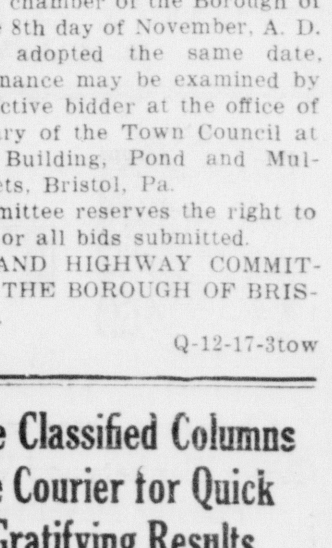 chamber of the Borough of
8th day of November, A. D.
adopted the same date,
nance may be examined by
ctive bidder at the office of
ry of the Town Council at
Building, Pond and Mul-
ts, Bristol, Pa.
mittee reserves the right to
or all bids submitted.
AND HIGHWAY COMMIT-
THE BOROUGH OF BRIS-
Q-12-17-3tow
e Classified Columns
e Courier for Quick
Gratifying Results